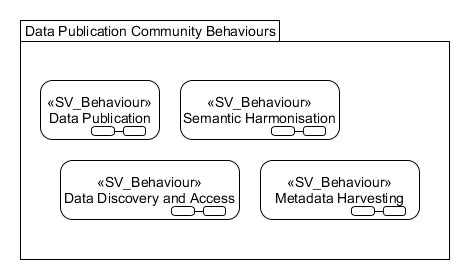 Data Publication Community Behaviours
«SV_Behaviour»
Data Publication
«SV_Behaviour»
Semantic Harmonisation
«SV_Behaviour»
Data Discovery and Access
«SV_Behaviour»
Metadata Harvesting